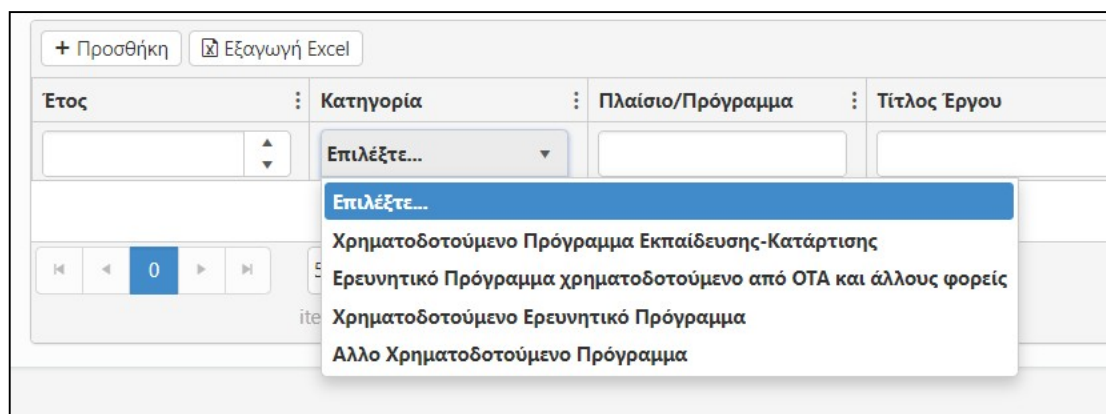 + Προσθήκη Εξαγωγή Excel
Έτος Κατηγορία Πλαίσιο/Πρόγραμμα Τίτλος Έργου
Επιλέξτε...
Επιλέξτε...
Χρηματοδοτούμενο Πρόγραμμα Εκπαίδευσης-Κατάρτισης
0
Ερευνητικό Πρόγραμμα χρηματοδοτούμενο από ΟΤΑ και άλλους φορείς
Χρηματοδοτούμενο Ερευνητικό Πρόγραμμα
Αλλο Χρηματοδοτούμενο Πρόγραμμα